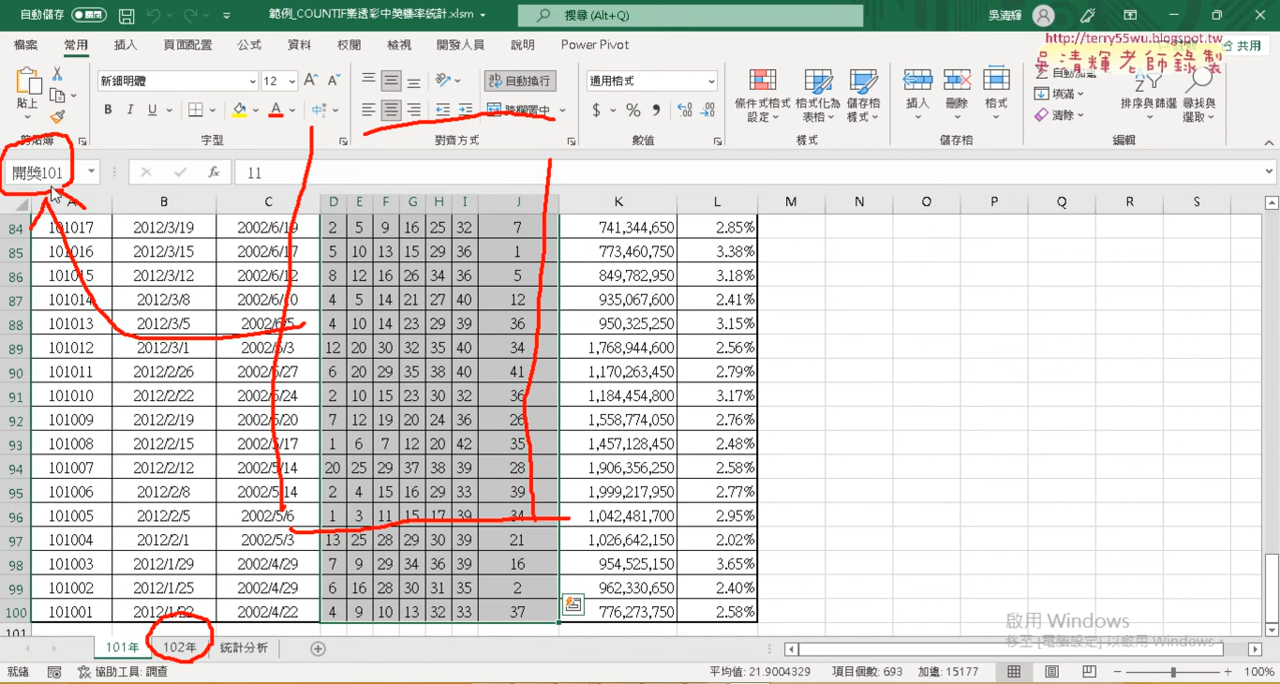 自動儲存 範例_COUNTIF樂透彩中獎機率統計.xlsm 搜尋 (Alt+Q) 吳清輝
http://terry55wu.blogspot.tw
吳清輝老師錄製
檔案 常用 插入 頁面配置 公式 資料 校閱 檢視 開發人員 說明 Power Pivot 共用
貼上 新細明體 12 B I U 中 自動換行 跨欄置中 通用格式 $ % 條件式格式設定 格式化為表格 儲存格樣式 插入 刪除 格式 填滿 清除 排序與篩選 尋找與選取
剪貼簿 字型 對齊方式 數值 樣式 儲存格 編輯
開獎101 fx 11
A B C D E F G H I J K L M N O P Q R S
84 101017 2012/3/19 2002/6/19 2 5 9 16 25 32 7 741,344,650 2.85%
85 101016 2012/3/15 2002/6/17 5 10 13 15 29 36 1 773,460,750 3.38%
86 101015 2012/3/12 2002/6/12 8 12 16 26 34 36 5 849,782,950 3.18%
87 101014 2012/3/8 2002/6/10 4 5 14 21 27 40 12 935,067,600 2.41%
88 101013 2012/3/5 2002/6/5 4 10 14 23 29 39 36 950,325,250 3.15%
89 101012 2012/3/1 2002/6/3 12 20 30 32 35 40 34 1,768,944,600 2.56%
90 101011 2012/2/26 2002/5/27 6 20 29 35 38 40 41 1,170,263,450 2.79%
91 101010 2012/2/22 2002/5/24 2 10 15 23 30 32 36 1,184,454,800 3.17%
92 101009 2012/2/19 2002/5/20 7 12 19 20 24 36 26 1,558,774,050 2.76%
93 101008 2012/2/15 2002/5/17 1 6 7 12 20 42 35 1,457,128,450 2.48%
94 101007 2012/2/12 2002/5/14 20 25 29 37 38 39 28 1,906,356,250 2.58%
95 101006 2012/2/8 2002/5/14 2 4 15 16 29 33 39 1,999,217,950 2.77%
96 101005 2012/2/5 2002/5/6 1 3 11 15 17 39 34 1,042,481,700 2.95%
97 101004 2012/2/1 2002/5/3 13 25 28 29 30 39 21 1,026,642,150 2.02%
98 101003 2012/1/29 2002/4/29 7 9 29 34 36 39 16 954,525,150 3.65%
99 101002 2012/1/25 2002/4/29 6 16 28 30 31 35 2 962,330,650 2.40%
100 101001 2012/1/22 2002/4/22 4 9 10 13 32 33 37 776,273,750 2.58%
101
啟用 Windows
移至 [電腦設定] 以啟用 Windows。
101年 102年 統計分析
就緒 協助工具: 調查 平均值: 21.9004329 項目個數: 693 加總: 15177 100%